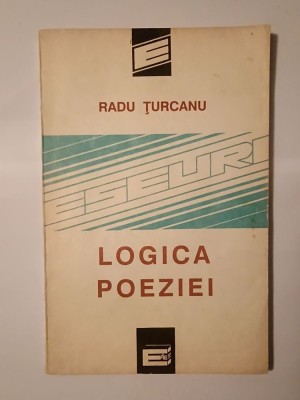 E
RADU ŢURCANU
ESEURI
LOGICA
POEZIEI
E